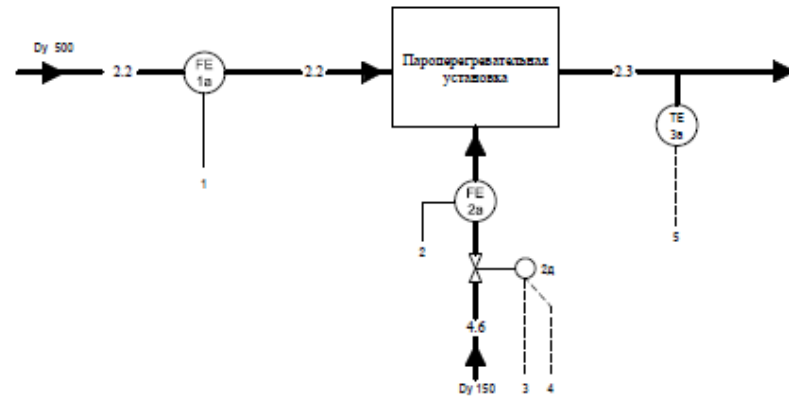 Dy 500
2.2
FE
1a
2.2
Пароперегревательная
установка
2.3
TE
3a
1
FE
2a
2
5
2д
4.6
Dy 150
3
4